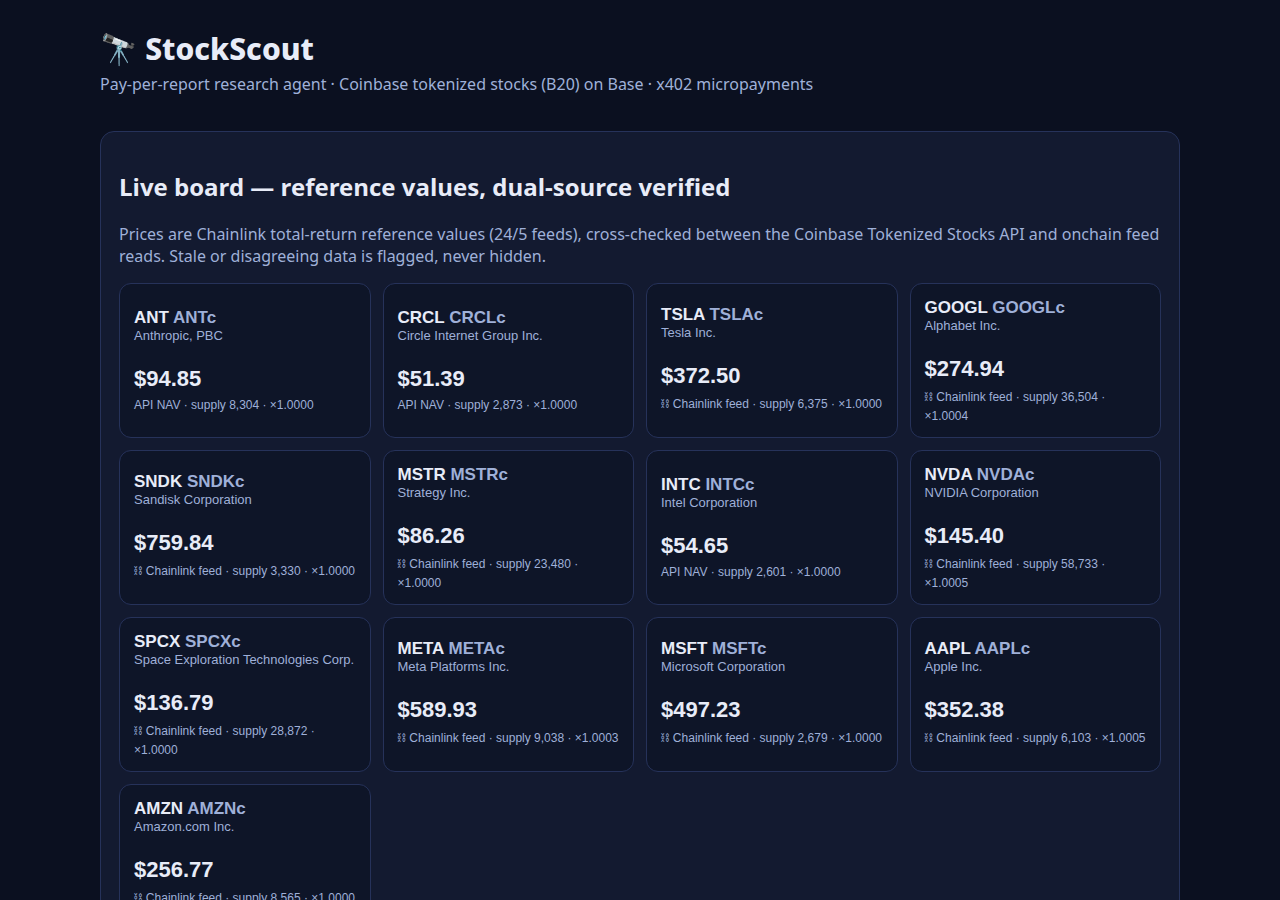 StockScout
Pay-per-report research agent · Coinbase tokenized stocks (B20) on Base · x402 micropayments
Live board — reference values, dual-source verified
Prices are Chainlink total-return reference values (24/5 feeds), cross-checked between the Coinbase Tokenized Stocks API and onchain feed
reads. Stale or disagreeing data is flagged, never hidden.
ANT ANTc
Anthropic, PBC
$94.85
API NAV · supply 8,304 · ×1.0000
CRCL CRCLc
Circle Internet Group Inc.
$51.39
API NAV · supply 2,873 · ×1.0000
TSLA TSLAc
Tesla Inc.
$372.50
⛓ Chainlink feed · supply 6,375 · ×1.0000
GOOGL GOOGLc
Alphabet Inc.
$274.94
⛓ Chainlink feed · supply 36,504 ·
×1.0004
SNDK SNDKc
Sandisk Corporation
$759.84
⛓ Chainlink feed · supply 3,330 · ×1.0000
MSTR MSTRc
Strategy Inc.
$86.26
⛓ Chainlink feed · supply 23,480 ·
×1.0000
INTC INTCc
Intel Corporation
$54.65
API NAV · supply 2,601 · ×1.0000
NVDA NVDAc
NVIDIA Corporation
$145.40
⛓ Chainlink feed · supply 58,733 ·
×1.0005
SPCX SPCXc
Space Exploration Technologies Corp.
$136.79
⛓ Chainlink feed · supply 28,872 ·
×1.0000
META METAc
Meta Platforms Inc.
$589.93
⛓ Chainlink feed · supply 9,038 · ×1.0003
MSFT MSFTc
Microsoft Corporation
$497.23
⛓ Chainlink feed · supply 2,679 · ×1.0000
AAPL AAPLc
Apple Inc.
$352.38
⛓ Chainlink feed · supply 6,103 · ×1.0005
AMZN AMZNc
Amazon.com Inc.
$256.77
⛓ Chainlink feed · supply 8,565 · ×1.0000